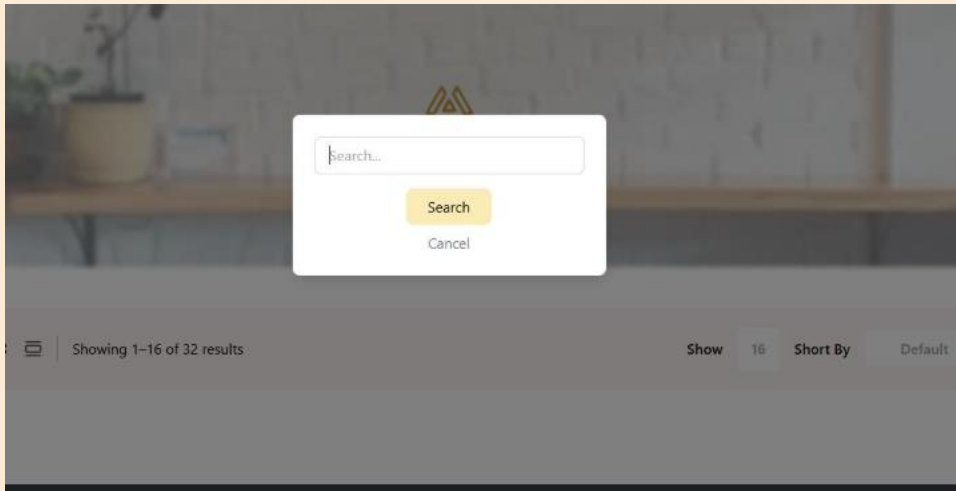 Search...
Search
Cancel
Showing 1–16 of 32 results
Show 16 Short By Default